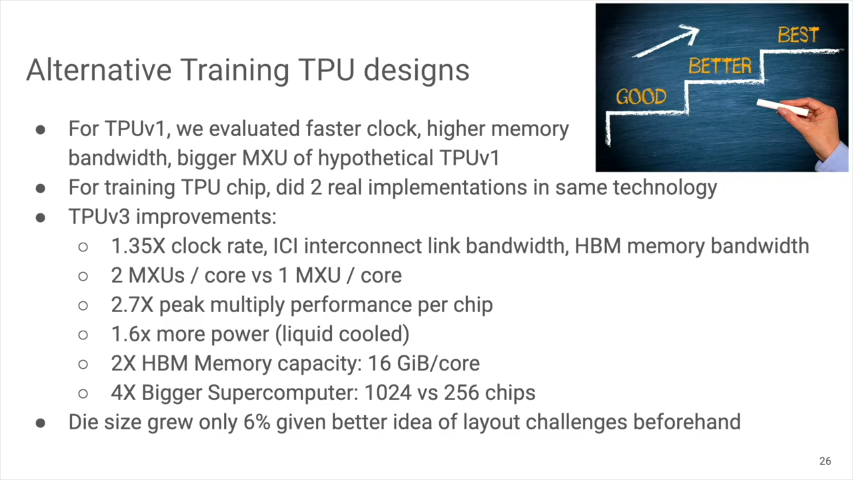 Alternative Training TPU designs
GOOD
BETTER
BEST
● For TPUv1, we evaluated faster clock, higher memory
bandwidth, bigger MXU of hypothetical TPUv1
● For training TPU chip, did 2 real implementations in same technology
● TPUv3 improvements:
○ 1.35X clock rate, ICI interconnect link bandwidth, HBM memory bandwidth
○ 2 MXUs / core vs 1 MXU / core
○ 2.7X peak multiply performance per chip
○ 1.6x more power (liquid cooled)
○ 2X HBM Memory capacity: 16 GiB/core
○ 4X Bigger Supercomputer: 1024 vs 256 chips
● Die size grew only 6% given better idea of layout challenges beforehand
26